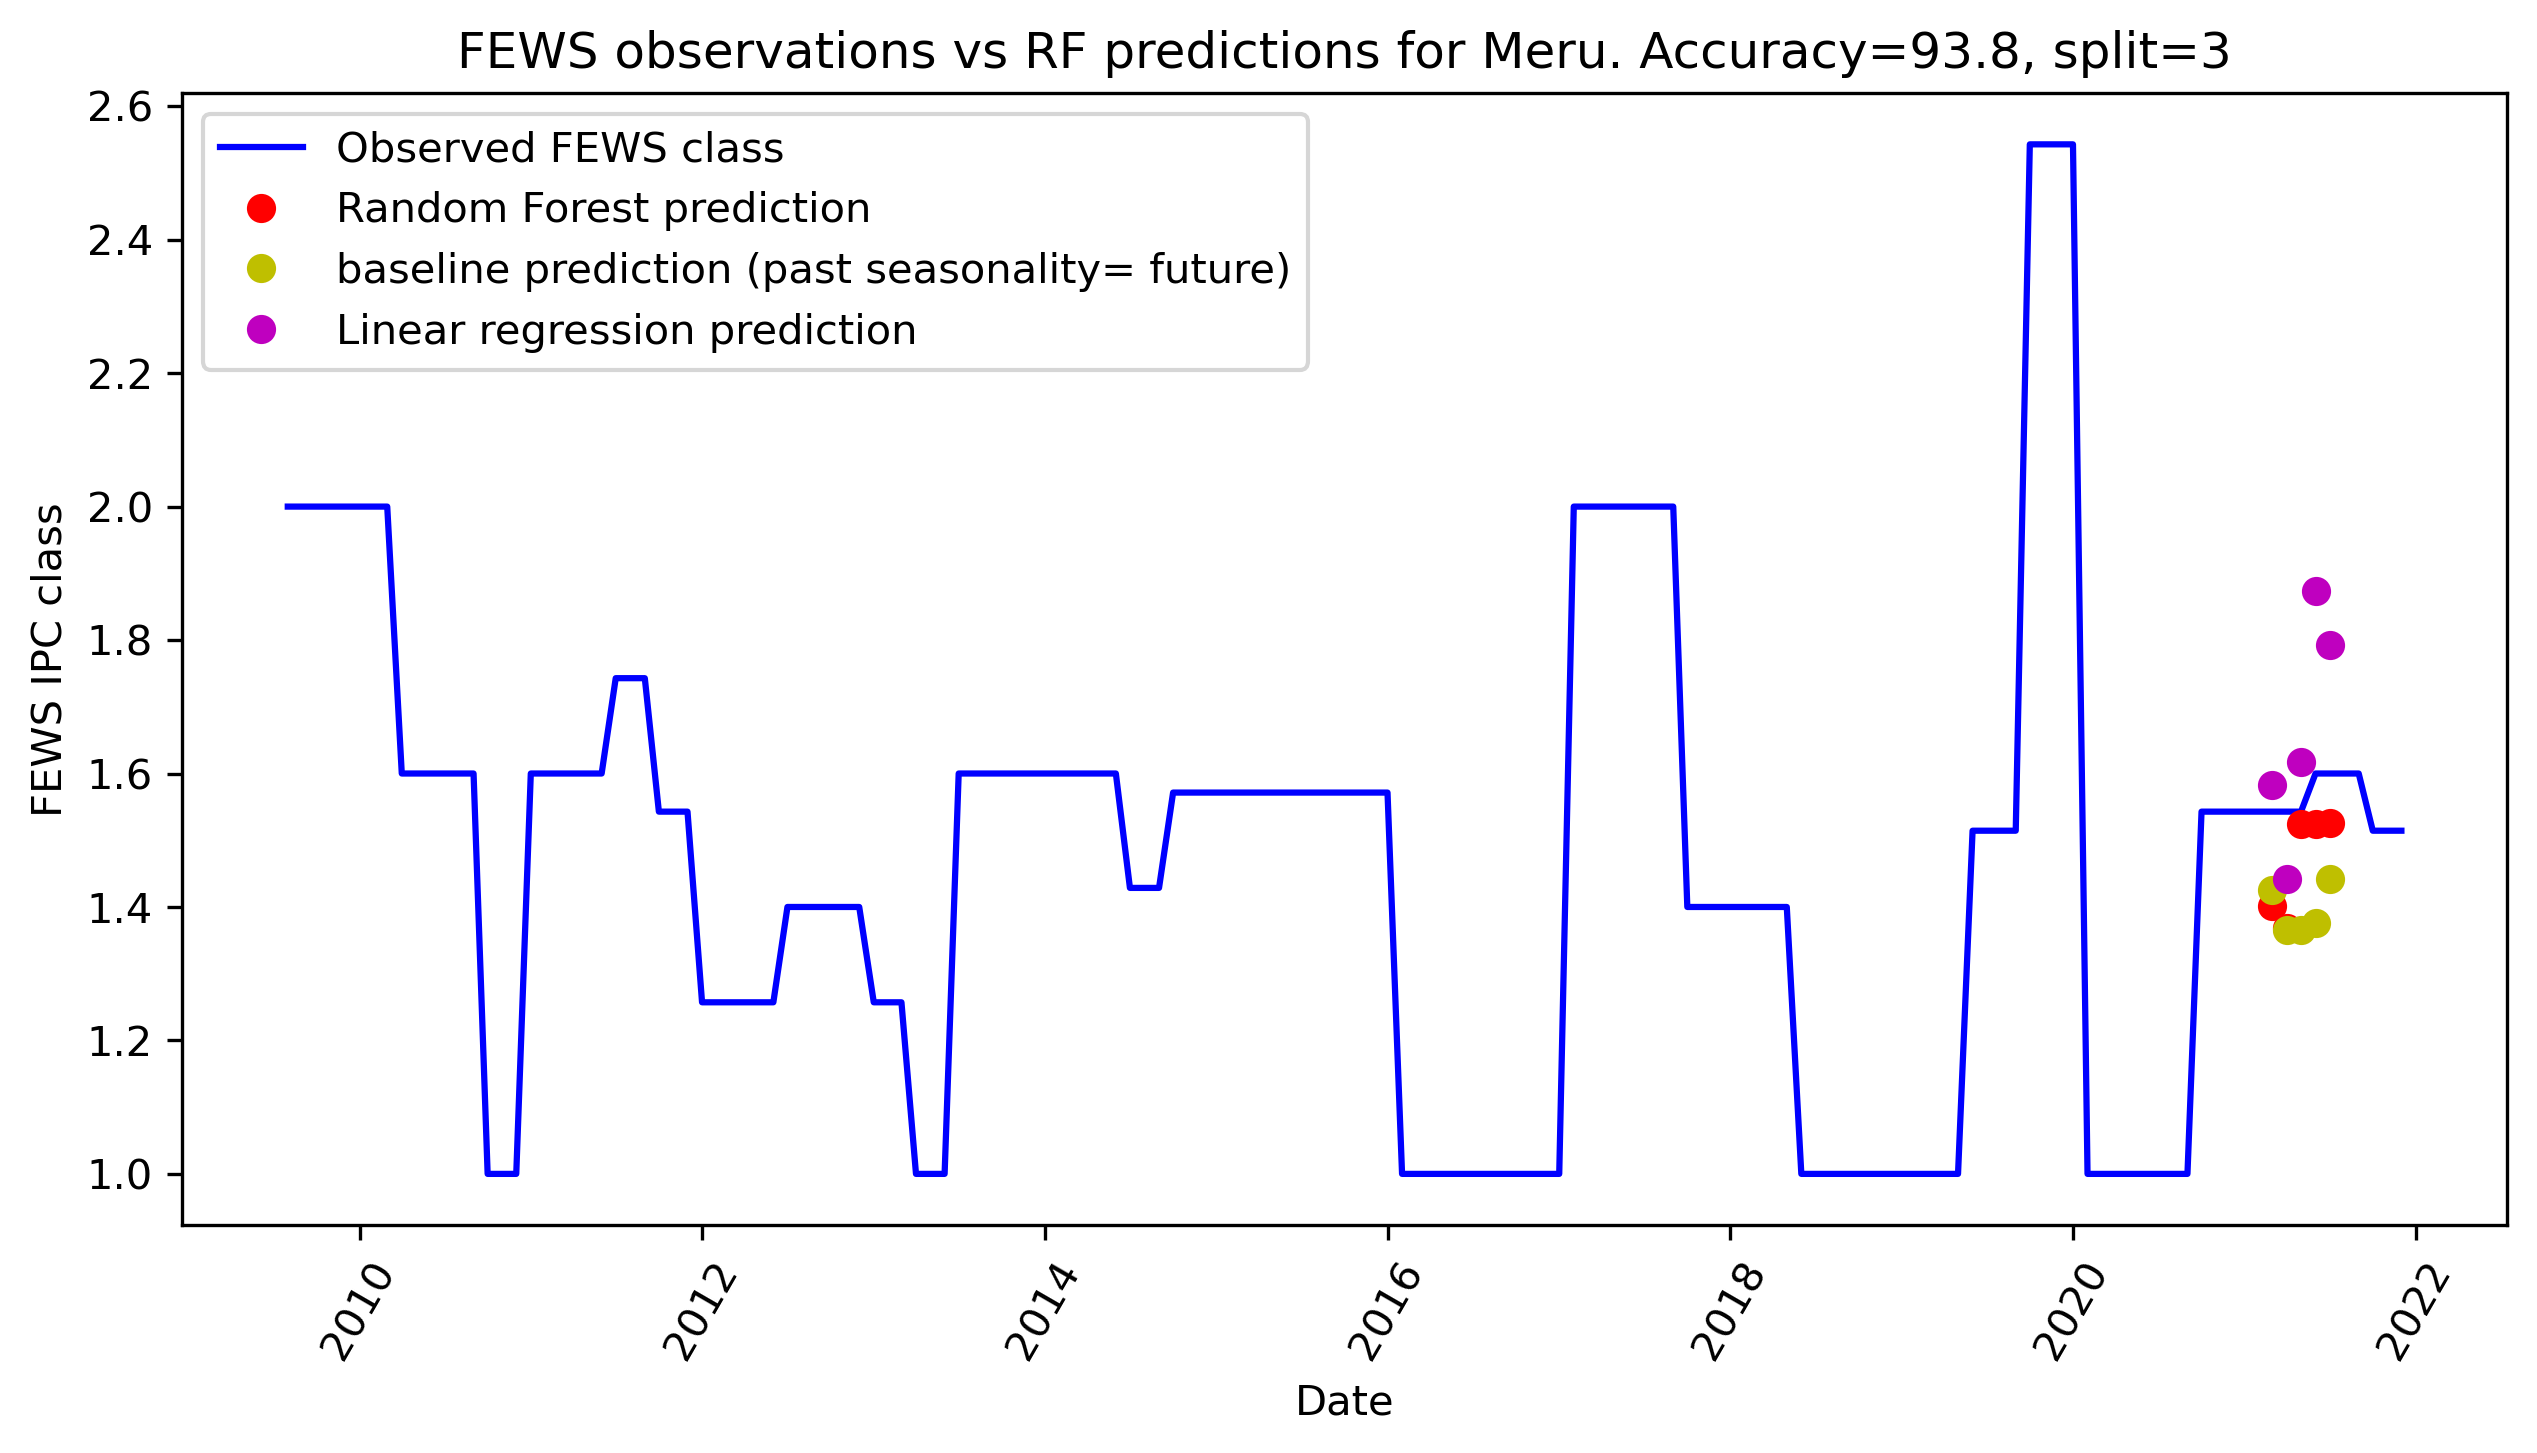 FEWS observations vs RF predictions for Meru. Accuracy=93.8, split=3
2.6
2.4
2.2
2.0
1.8
1.6
1.4
1.2
1.0
FEWS IPC class
Observed FEWS class
Random Forest prediction
baseline prediction (past seasonality= future)
Linear regression prediction
2010
2012
2014
2016
2018
2020
2022
Date